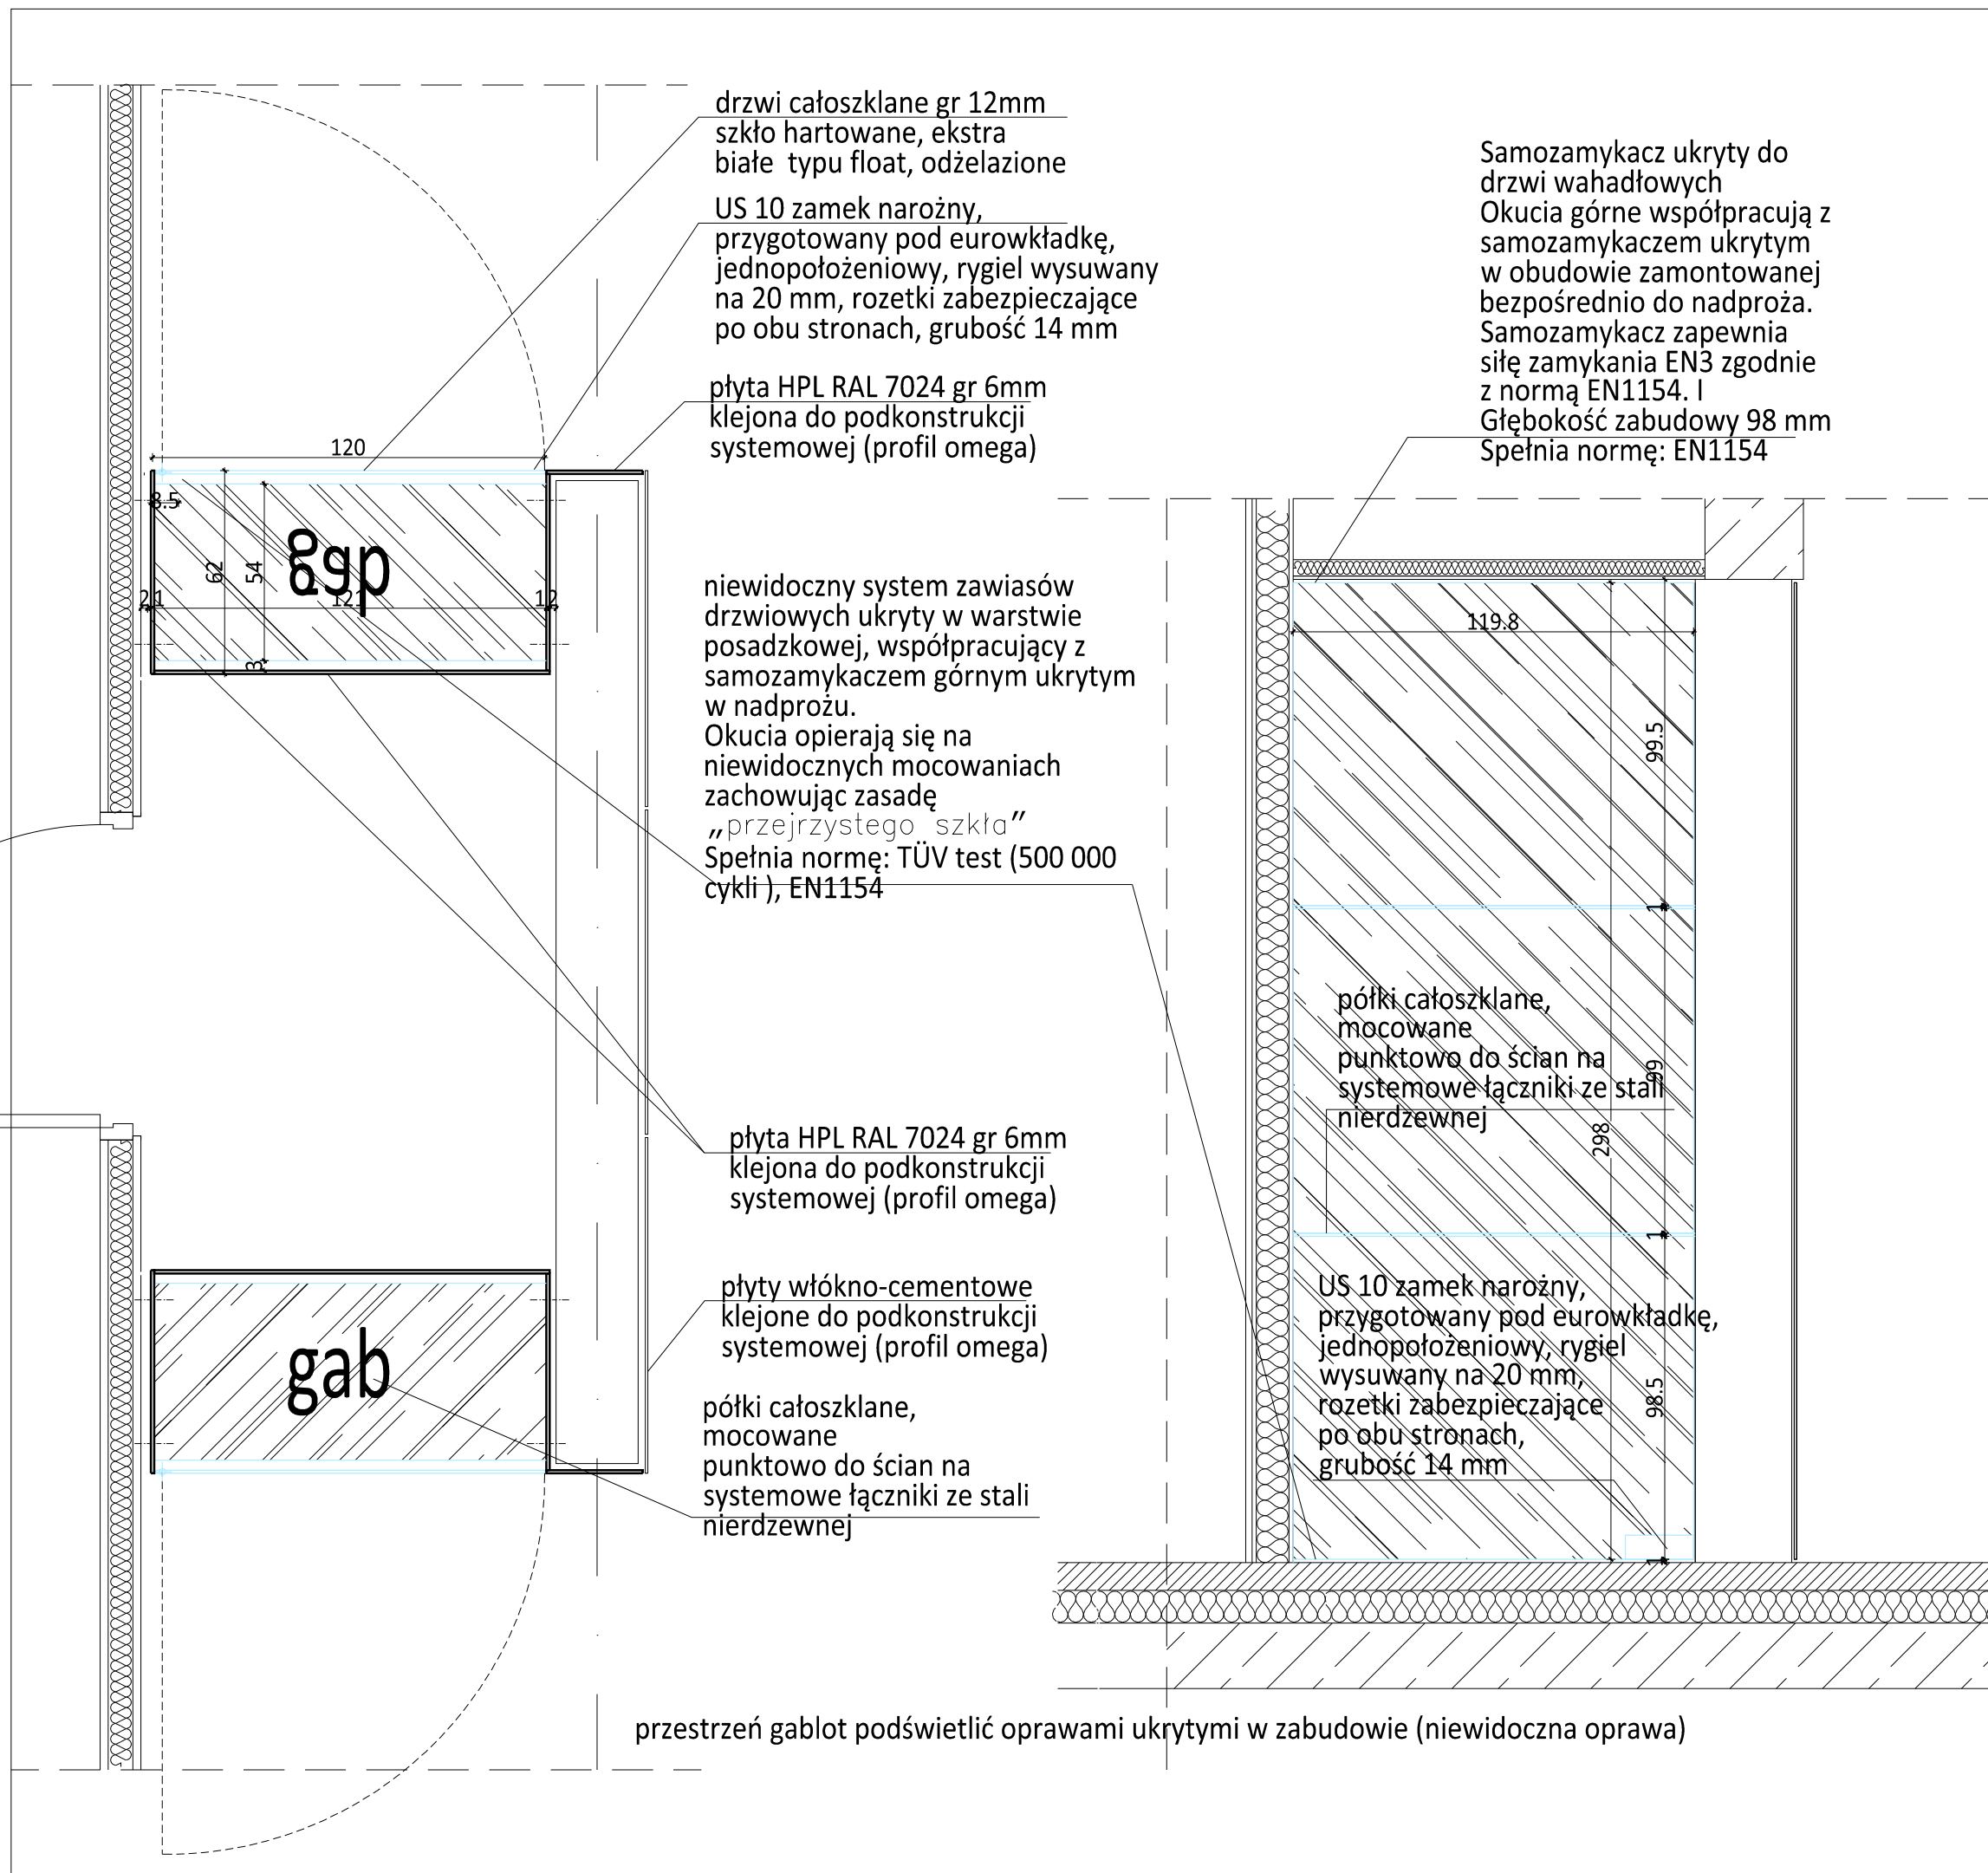 drzwi całoszklane gr 12mm
szkło hartowane, ekstra
białe typu float, odżelazione
US 10 zamek narożny,
przygotowany pod eurowkładkę,
jednopołożeniowy, rygiel wysuwany
na 20 mm, rozetki zabezpieczające
po obu stronach, grubość 14 mm
płyta HPL RAL 7024 gr 6mm
klejona do podkonstrukcji
systemowej (profil omega)
120
8.5
62
54
gab
21
121
12
3
niewidoczny system zawiasów
drzwiowych ukryty w warstwie
posadzkowej, współpracujący z
samozamykaczem górnym ukrytym
w nadprożu.
Okucia opierają się na
niewidocznych mocowaniach
zachowując zasadę
„przejrzystego szkła”
Spełnia normę: TÜV test (500 000
cykli ), EN1154
płyta HPL RAL 7024 gr 6mm
klejona do podkonstrukcji
systemowej (profil omega)
płyty włókno-cementowe
klejone do podkonstrukcji
systemowej (profil omega)
gab
półki całoszklane,
mocowane
punktowo do ścian na
systemowe łączniki ze stali
nierdzewnej
Samozamykacz ukryty do
drzwi wahadłowych
Okucia górne współpracują z
samozamykaczem ukrytym
w obudowie zamontowanej
bezpośrednio do nadproża.
Samozamykacz zapewnia
siłę zamykania EN3 zgodnie
z normą EN1154. I
Głębokość zabudowy 98 mm
Spełnia normę: EN1154
119.8
99.5
1
półki całoszklane,
mocowane
punktowo do ścian na
systemowe łączniki ze stali
nierdzewnej
99
298
1
US 10 zamek narożny,
przygotowany pod eurowkładkę,
jednopołożeniowy, rygiel
wysuwany na 20 mm,
rozetki zabezpieczające
po obu stronach,
grubość 14 mm
98.5
1
przestrzeń gablot podświetlić oprawami ukrytymi w zabudowie (niewidoczna oprawa)